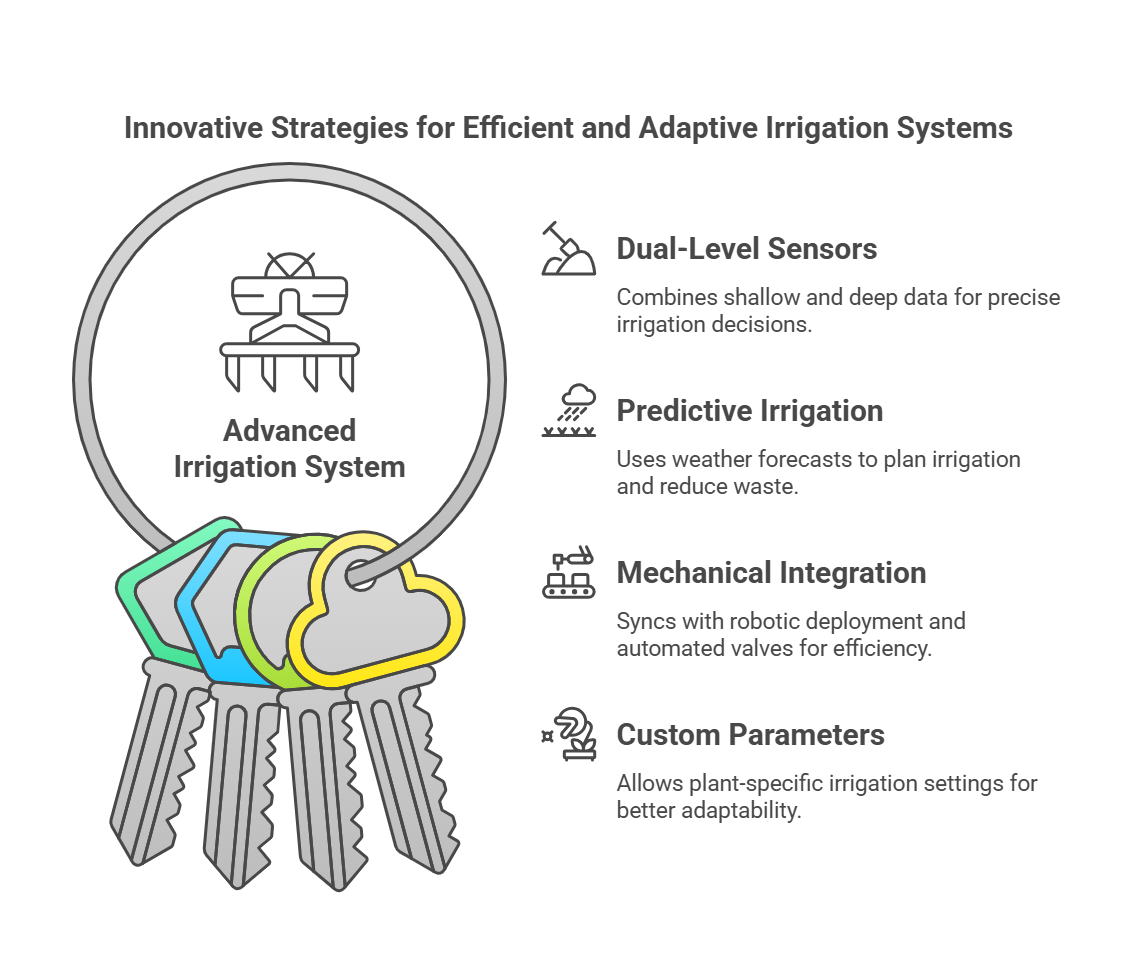 Innovative Strategies for Efficient and Adaptive Irrigation Systems
Advanced
Irrigation System
Dual-Level Sensors
Combines shallow and deep data for precise
irrigation decisions.
Predictive Irrigation
Uses weather forecasts to plan irrigation
and reduce waste.
Mechanical Integration
Syncs with robotic deployment and
automated valves for efficiency.
Custom Parameters
Allows plant-specific irrigation settings for
better adaptability.